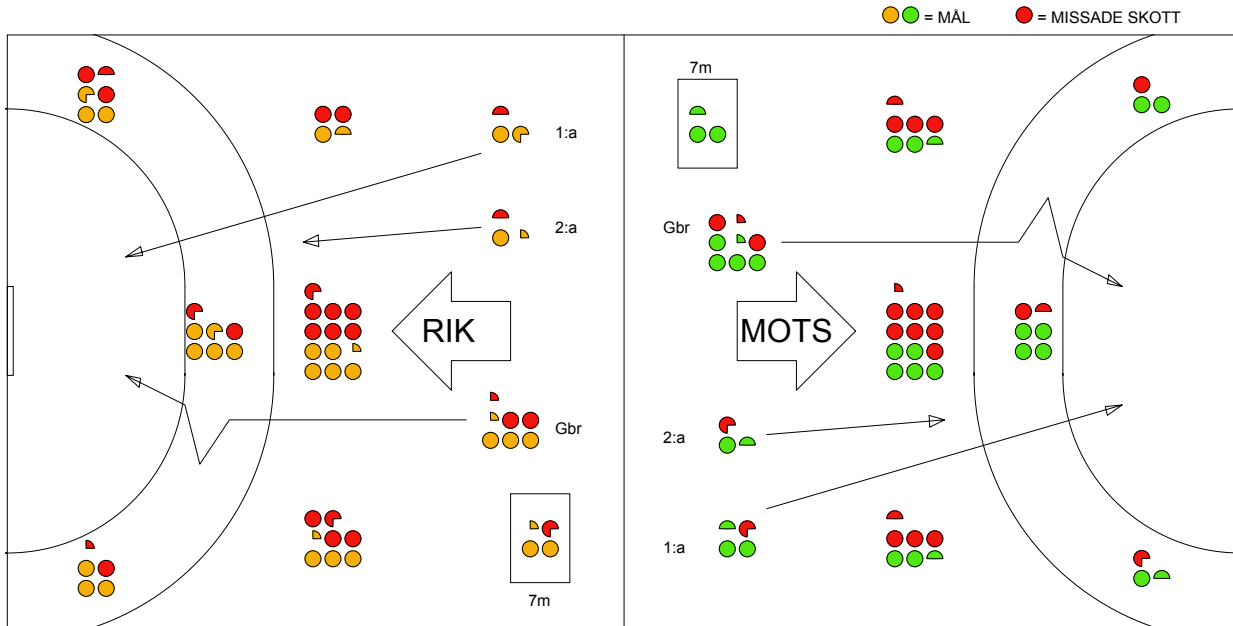 = MÅL = MISSADE SKOTT
7m
1:a
Gbr
2:a
RIK
MOTS
Gbr
2:a
1:a
7m